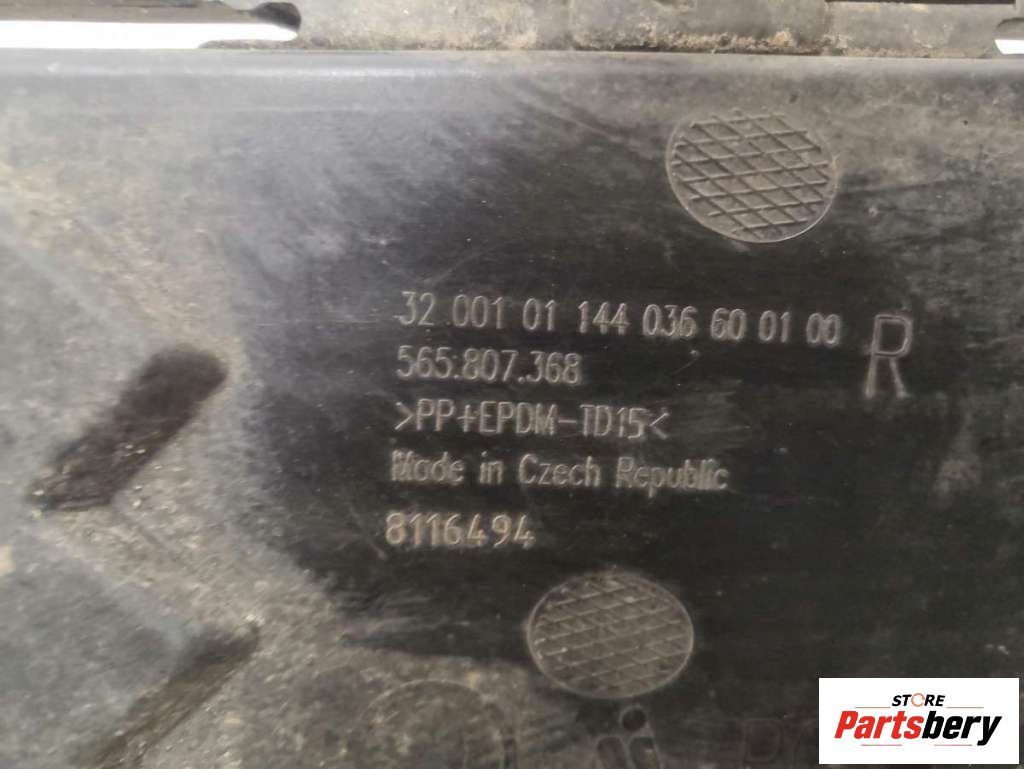 32 001 01 144 036 60 01 00 R
565.807.368
>PP+EPDM-TD15<
Made in Czech Republic
8116494
STORE
Partsbery